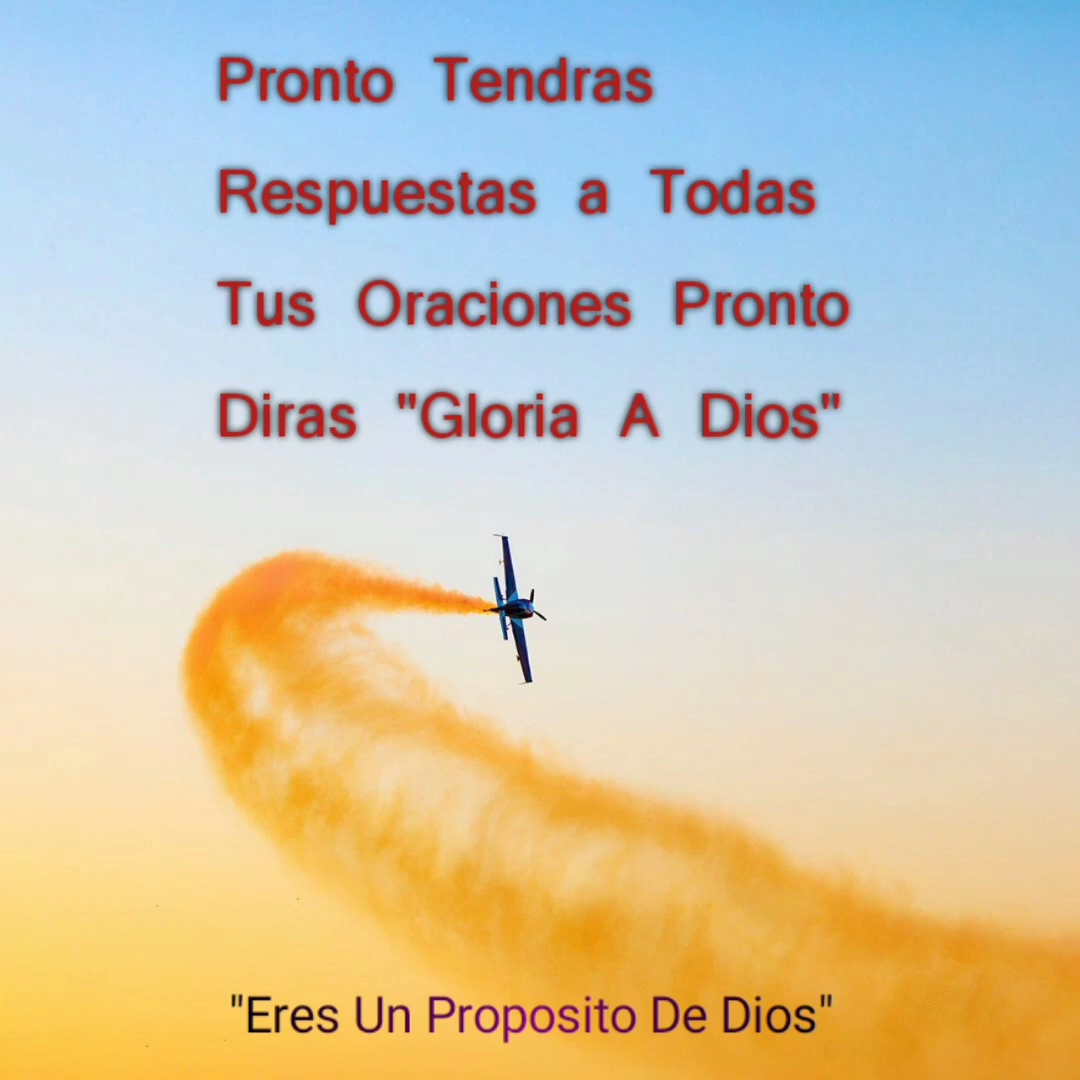 Pronto Tendras
Respuestas a Todas
Tus Oraciones Pronto
Diras "Gloria A Dios"
"Eres Un Proposito De Dios"